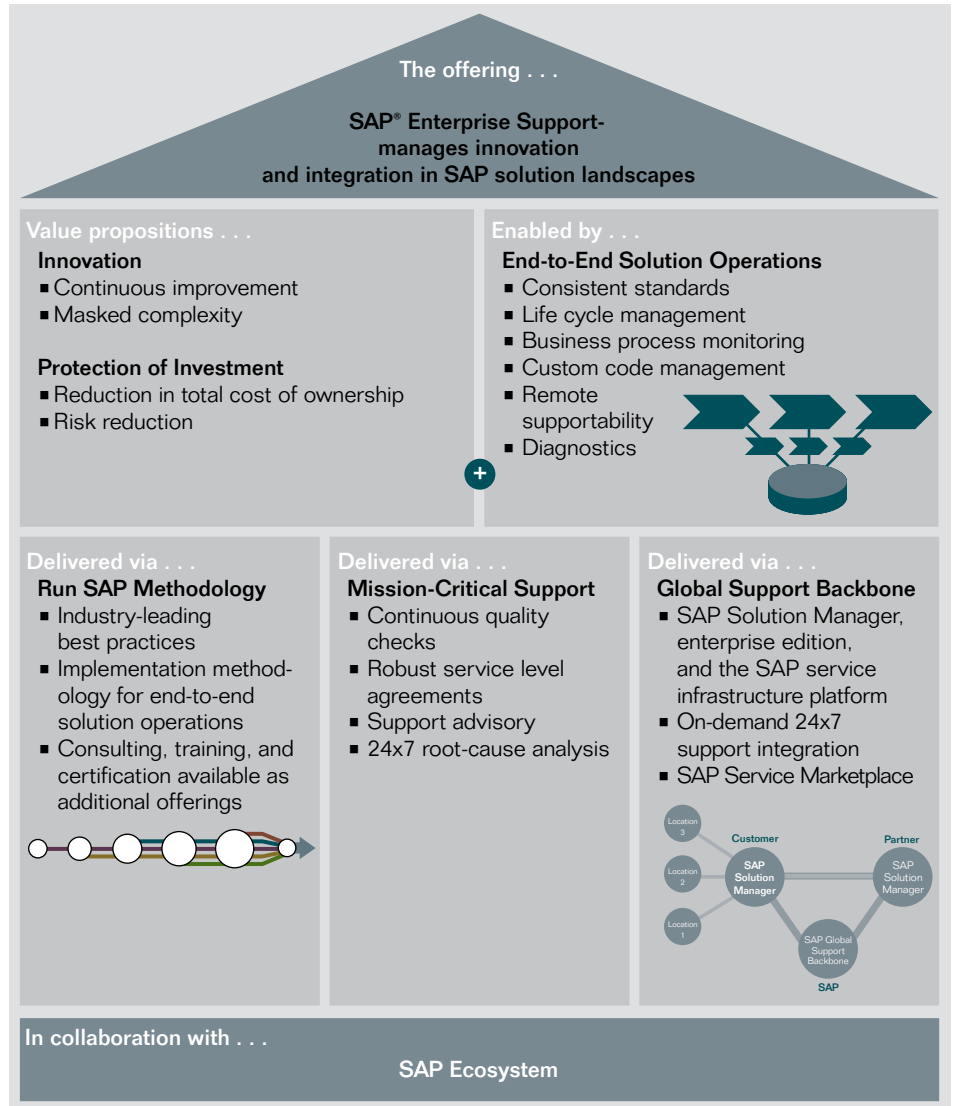 The offering . . .
SAP® Enterprise Support-
manages innovation
and integration in SAP solution landscapes
Value propositions . . .
Innovation
▪ Continuous improvement
▪ Masked complexity
Protection of Investment
▪ Reduction in total cost of ownership
▪ Risk reduction
+
Enabled by . . .
End-to-End Solution Operations
▪ Consistent standards
▪ Life cycle management
▪ Business process monitoring
▪ Custom code management
▪ Remote
supportability
▪ Diagnostics
Delivered via . . .
Run SAP Methodology
▪ Industry-leading
best practices
▪ Implementation method-
ology for end-to-end
solution operations
▪ Consulting, training, and
certification available as
additional offerings
Delivered via . . .
Mission-Critical Support
▪ Continuous quality
checks
▪ Robust service level
agreements
▪ Support advisory
▪ 24x7 root-cause analysis
Delivered via . . .
Global Support Backbone
▪ SAP Solution Manager,
enterprise edition,
and the SAP service
infrastructure platform
▪ On-demand 24x7
support integration
▪ SAP Service Marketplace
Location
3
Location
2
Location
1
Customer
SAP
Solution
Manager
Partner
SAP
Solution
Manager
SAP Global
Support
Backbone
SAP
In collaboration with . . .
SAP Ecosystem